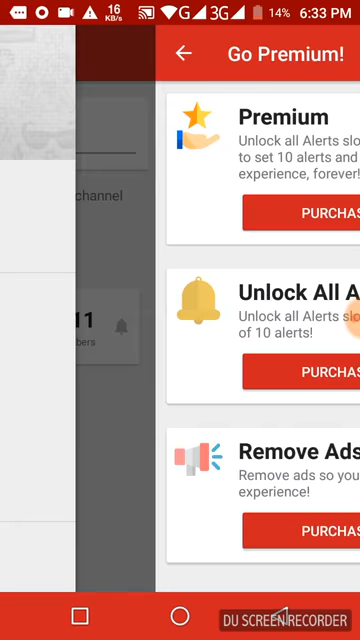 16
KB/s
G
3G
14%
6:33 PM
Go Premium!
channel
11
bers
Premium
Unlock all Alerts slo
to set 10 alerts and
experience, forever!
PURCHAS
Unlock All A
Unlock all Alerts slo
of 10 alerts!
PURCHAS
Remove Ads
Remove ads so you
experience!
PURCHAS
DU SCREEN RECORDER